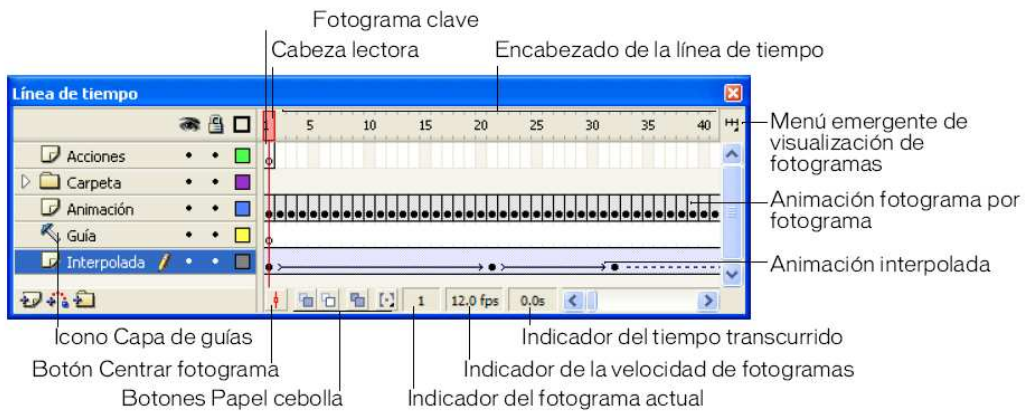 Fotograma clave
Cabeza lectora
Encabezado de la línea de tiempo
Línea de tiempo
1 5 10 15 20 25 30 35 40
Menú emergente de
visualización de
fotogramas
Acciones
Carpeta
Animación
Animación fotograma por
fotograma
Guía
Interpolada
Animación interpolada
1 12.0 fps 0.0s
Icono Capa de guías
Indicador del tiempo transcurrido
Botón Centrar fotograma
Indicador de la velocidad de fotogramas
Botones Papel cebolla
Indicador del fotograma actual